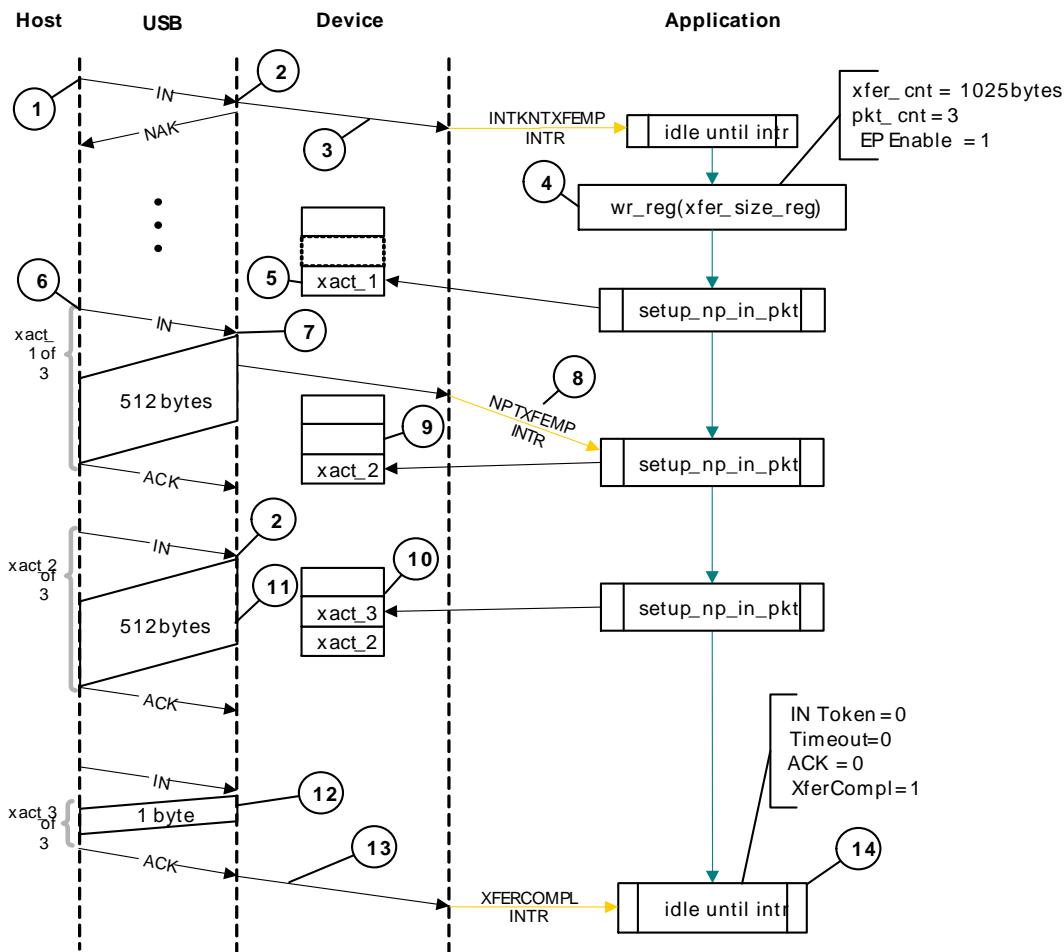 Host USB Device Application
1
IN
2
NAK
3
INTKNTXFEMP
INTR
idle until intr
xfer_cnt = 1025bytes
pkt_cnt = 3
EP Enable = 1
4
wr_reg(xfer_size_reg)
5
xact_1
setup_np_in_pkt
6
IN
7
xact_
1 of
3
512 bytes
8
NPTXFEMP
INTR
9
xact_2
setup_np_in_pkt
ACK
2
IN
xact_2
of
3
10
11
512bytes
xact_3
xact_2
setup_np_in_pkt
ACK
IN Token=0
Timeout=0
ACK = 0
XferCompl=1
IN
12
xact_3
of
3
1 byte
13
ACK
14
XFERCOMPL
INTR
idle until intr